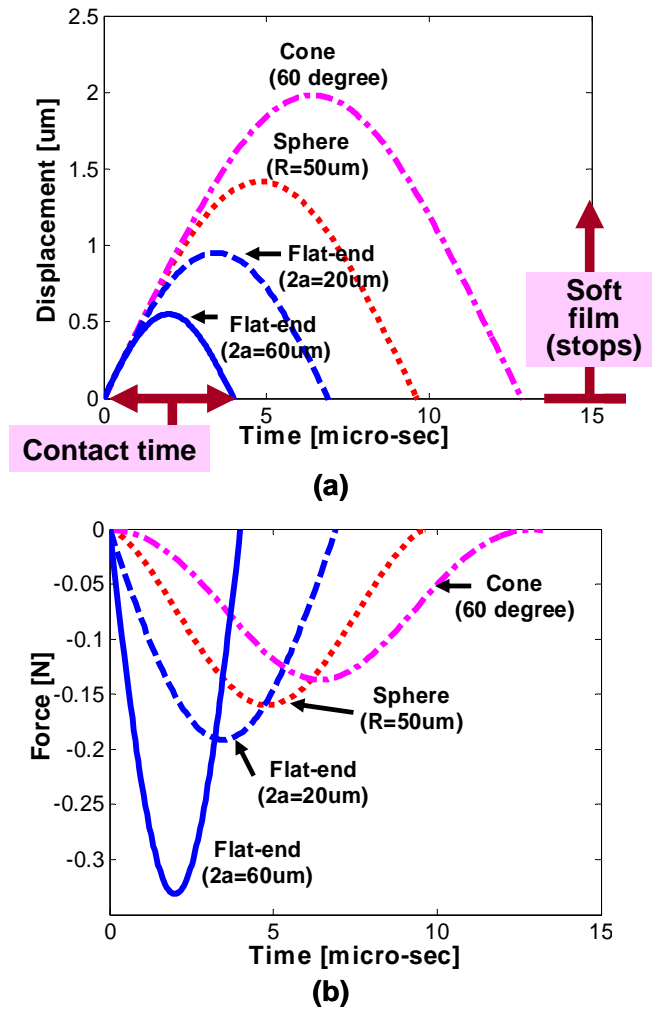 2.5
2
1.5
1
0.5
0
Displacement [um]
Cone
(60 degree)
Sphere
(R=50um)
Flat-end
(2a=20um)
Flat-end
(2a=60um)
Soft
film
(stops)
0 5 10 15
Time [micro-sec]
Contact time
(a)
0
-0.05
-0.1
-0.15
-0.2
-0.25
-0.3
Force [N]
Cone
(60 degree)
Sphere
(R=50um)
Flat-end
(2a=20um)
Flat-end
(2a=60um)
0 5 10 15
Time [micro-sec]
(b)